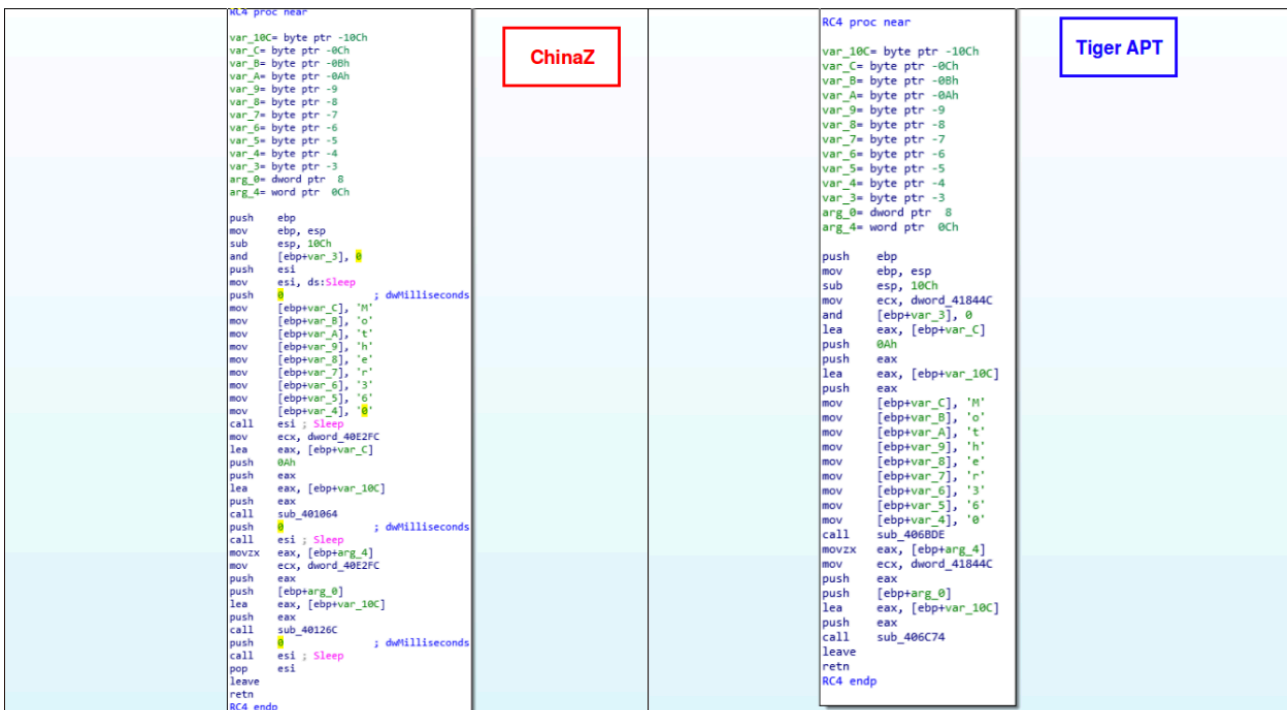 RC4 proc near
var_10C= byte ptr -10Ch
var_C= byte ptr -0Ch
var_B= byte ptr -0Bh
var_A= byte ptr -0Ah
var_9= byte ptr -9
var_8= byte ptr -8
var_7= byte ptr -7
var_6= byte ptr -6
var_5= byte ptr -5
var_4= byte ptr -4
var_3= byte ptr -3
arg_0= dword ptr  8
arg_4= word ptr  0Ch
push    ebp
mov     ebp, esp
sub     esp, 10Ch
and     [ebp+var_3], 0
push    esi
mov     esi, ds:Sleep
push    0               ; dwMilliseconds
mov     [ebp+var_C], 'M'
mov     [ebp+var_B], 'o'
mov     [ebp+var_A], 't'
mov     [ebp+var_9], 'h'
mov     [ebp+var_8], 'e'
mov     [ebp+var_7], 'r'
mov     [ebp+var_6], '3'
mov     [ebp+var_5], '6'
mov     [ebp+var_4], '0'
call    esi ; Sleep
mov     ecx, dword_40E2FC
lea     eax, [ebp+var_C]
push    0Ah
push    eax
lea     eax, [ebp+var_10C]
push    eax
call    sub_401064
push    0               ; dwMilliseconds
call    esi ; Sleep
movzx   eax, [ebp+arg_4]
mov     ecx, dword_40E2FC
push    eax
push    [ebp+arg_0]
lea     eax, [ebp+var_10C]
push    eax
call    sub_40126C
push    0               ; dwMilliseconds
call    esi ; Sleep
pop     esi
leave
retn
RC4 endp
ChinaZ
RC4 proc near
var_10C= byte ptr -10Ch
var_C= byte ptr -0Ch
var_B= byte ptr -0Bh
var_A= byte ptr -0Ah
var_9= byte ptr -9
var_8= byte ptr -8
var_7= byte ptr -7
var_6= byte ptr -6
var_5= byte ptr -5
var_4= byte ptr -4
var_3= byte ptr -3
arg_0= dword ptr  8
arg_4= word ptr  0Ch
push    ebp
mov     ebp, esp
sub     esp, 10Ch
mov     ecx, dword_41844C
and     [ebp+var_3], 0
lea     eax, [ebp+var_C]
push    0Ah
push    eax
lea     eax, [ebp+var_10C]
push    eax
mov     [ebp+var_C], 'M'
mov     [ebp+var_B], 'o'
mov     [ebp+var_A], 't'
mov     [ebp+var_9], 'h'
mov     [ebp+var_8], 'e'
mov     [ebp+var_7], 'r'
mov     [ebp+var_6], '3'
mov     [ebp+var_5], '6'
mov     [ebp+var_4], '0'
call    sub_406BDE
movzx   eax, [ebp+arg_4]
mov     ecx, dword_41844C
push    eax
push    [ebp+arg_0]
lea     eax, [ebp+var_10C]
push    eax
call    sub_406C74
leave
retn
RC4 endp
Tiger APT